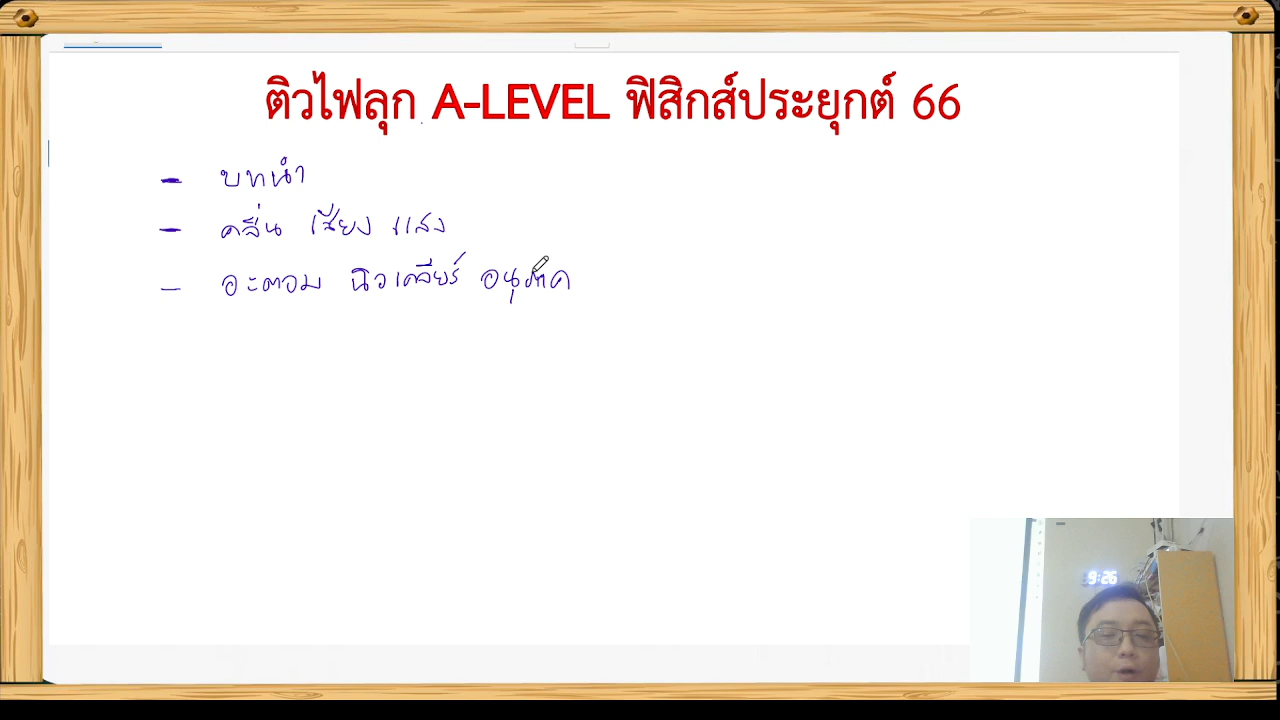 ติวไฟลุก A-LEVEL ฟิสิกส์ประยุกต์ 66
- บทนำ
- คลื่น เสียง แสง
- อะตอม นิวเคลียร์ อนุภาค
9:26